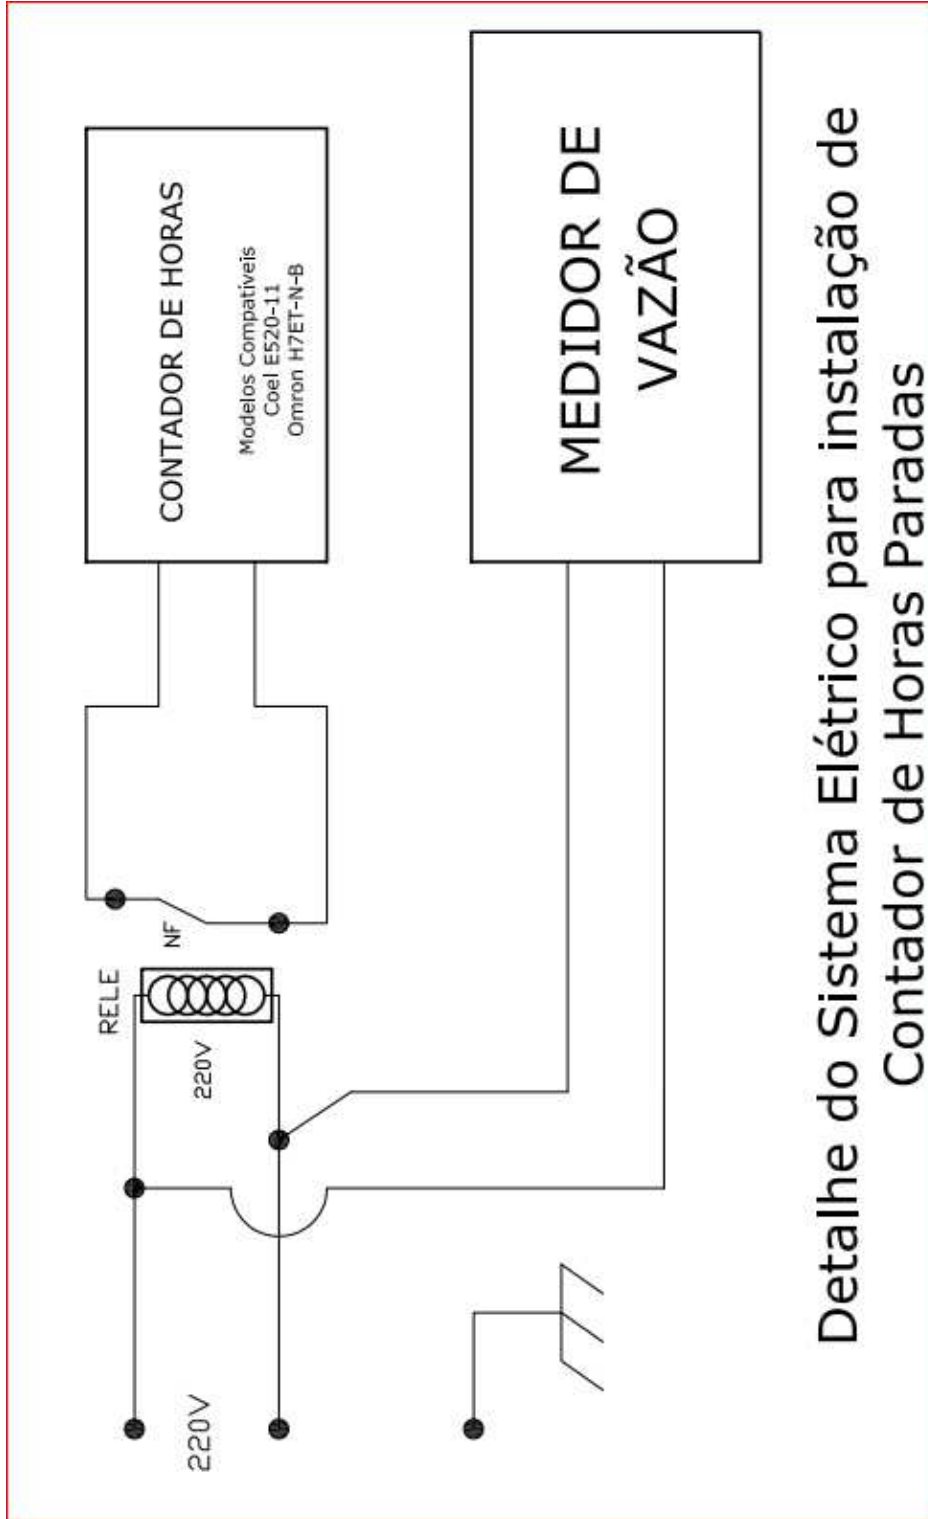 CONTADOR DE HORAS
Modelos Compatíveis
Coel E520-11
Omron H7ET-N-B
MEDIDOR DE
VAZÃO
RELE
NF
220V
220V
Detalhe do Sistema Elétrico para instalação de
Contador de Horas Paradas